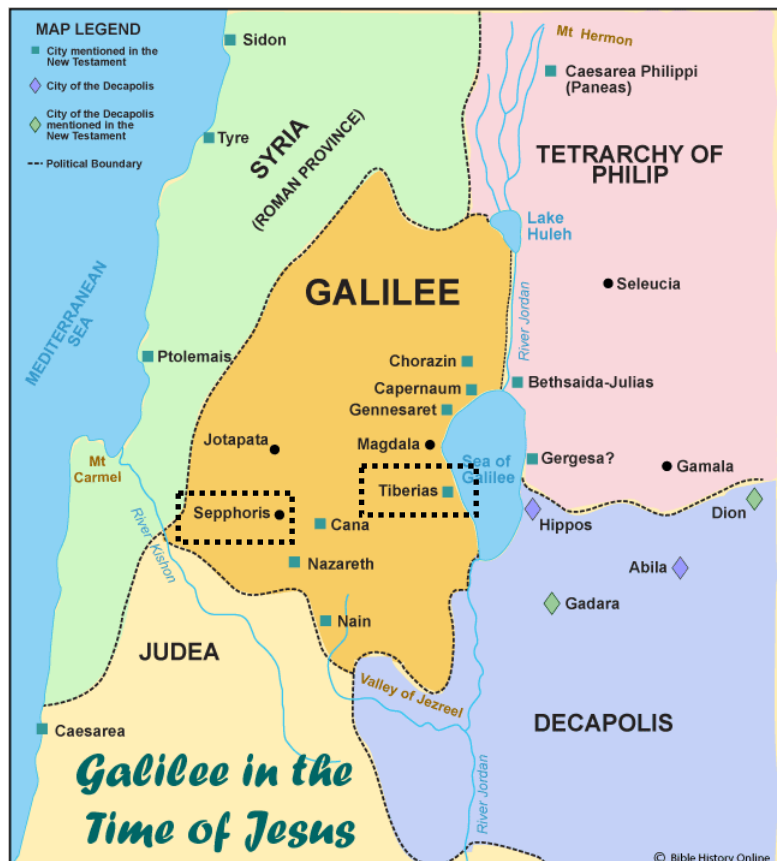 MAP LEGEND
City mentioned in the
New Testament
City of the Decapolis
City of the Decapolis
mentioned in the
New Testament
Political Boundary
Sidon
Mt Hermon
Caesarea Philippi
(Paneas)
Tyre
SYRIA
(ROMAN PROVINCE)
TETRARCHY OF
PHILIP
Lake
Huleh
MEDITERRANEAN
SEA
GALILEE
Seleucia
River Jordan
Ptolemais
Chorazin
Capernaum
Bethsaida-Julias
Gennesaret
Jotapata
Magdala
Mt
Carmel
Sea of
Galilee
Gergesa?
Gamala
Tiberias
Sepphoris
Cana
Hippos
Dion
River Kishon
Nazareth
Abila
Gadara
Nain
JUDEA
Valley of Jezreel
Caesarea
DECAPOLIS
Galilee in the
Time of Jesus
River Jordan
© Bible History Online